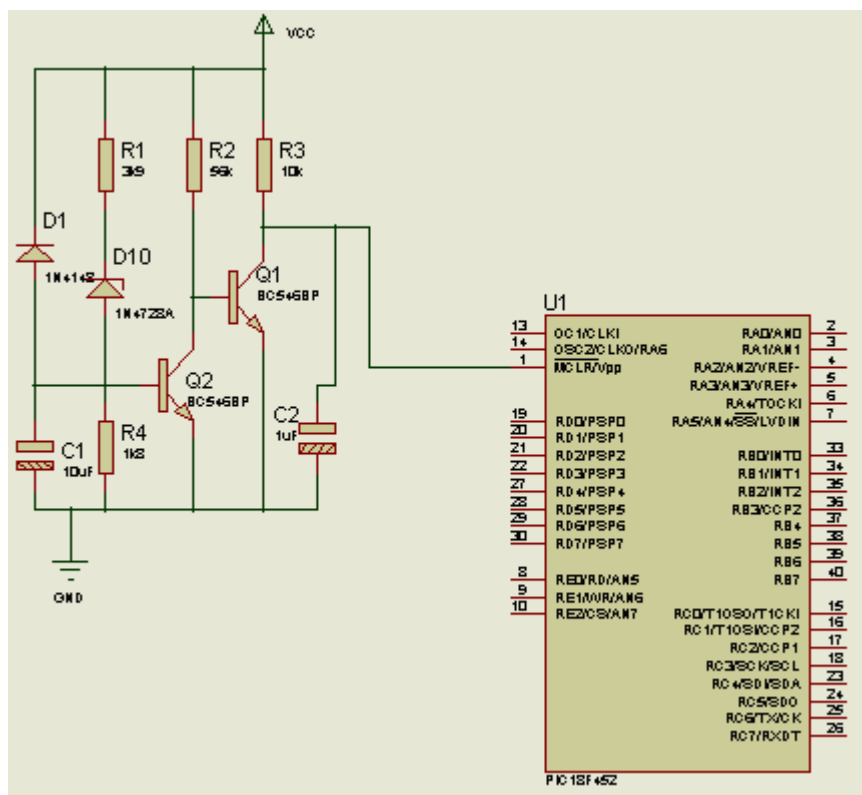 VCC
R1
3k9
R2
56k
R3
10k
D1
1N4148
D10
1N4728A
Q1
BC546BP
Q2
BC546BP
C1
10uF
R4
1k8
C2
1uF
GND
U1
13
OC1/CLKI
RA0/AN0
2
14
OSC2/CLKO/RA6
RA1/AN1
3
1
MCLR/Vpp
RA2/AN2/VREF-
4
RA3/AN3/VREF+
5
RA4/T0CKI
6
19
RD0/PSP0
RA5/AN4/SS/LVDIN
7
20
RD1/PSP1
21
RD2/PSP2
RB0/INT0
33
22
RD3/PSP3
RB1/INT1
34
27
RD4/PSP4
RB2/INT2
35
28
RD5/PSP5
RB3/CCP2
36
29
RD6/PSP6
RB4
37
30
RD7/PSP7
RB5
38
RB6
39
8
RE0/RD/AN5
RB7
40
9
RE1/WR/AN6
10
RE2/CS/AN7
RC0/T1OSO/T1CKI
15
RC1/T1OSI/CCP2
16
RC2/CCP1
17
RC3/SCK/SCL
18
RC4/SDI/SDA
23
RC5/SDO
24
RC6/TX/CK
25
RC7/RXDT
26
PIC18F452